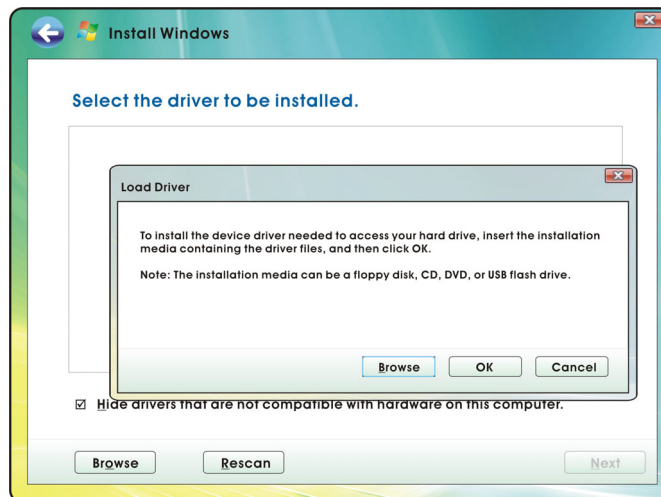 Install Windows
Select the driver to be installed.
Load Driver
To install the device driver needed to access your hard drive, insert the installation
media containing the driver files, and then click OK.
Note: The installation media can be a floppy disk, CD, DVD, or USB flash drive.
Browse OK Cancel
Hide drivers that are not compatible with hardware on this computer.
Browse Rescan Next